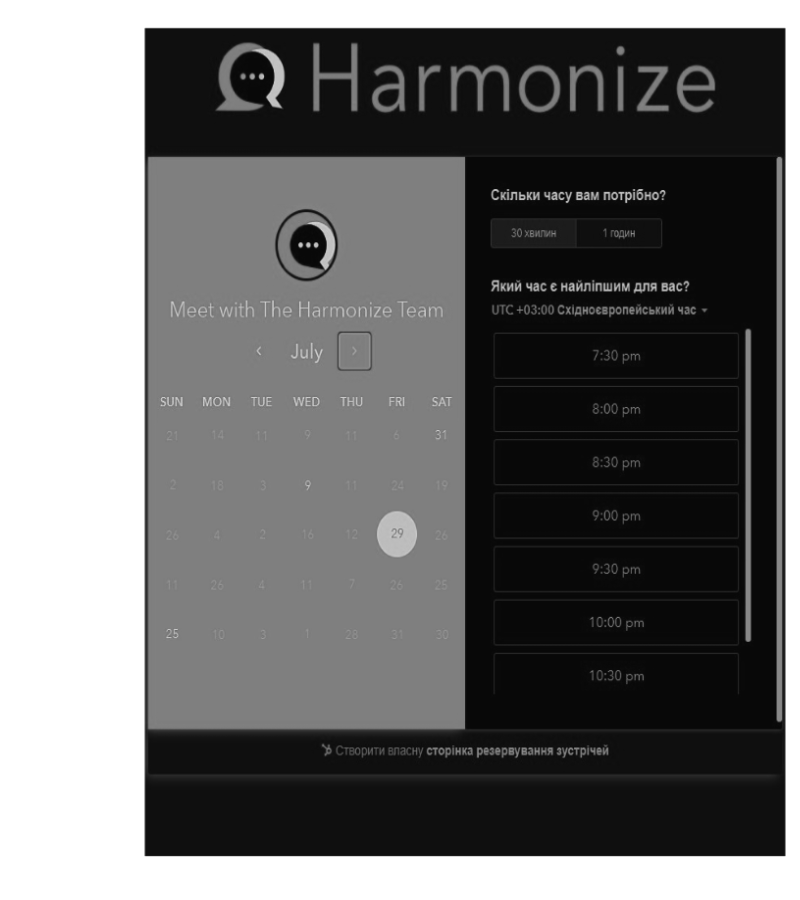 Harmonize
Meet with The Harmonize Team
July
SUN MON TUE WED THU FRI SAT
21 14 11 9 11 6 31
2 18 3 9 11 24 19
26 4 2 16 12 29 26
11 26 4 11 7 26 25
25 10 3 1 28 31 30
Скільки часу вам потрібно?
30 хвилин 1 годин
Який час є найліпшим для вас?
UTC +03:00 Східноєвропейський час
7:30 pm
8:00 pm
8:30 pm
9:00 pm
9:30 pm
10:00 pm
10:30 pm
Створити власну сторінка резервування зустрічей